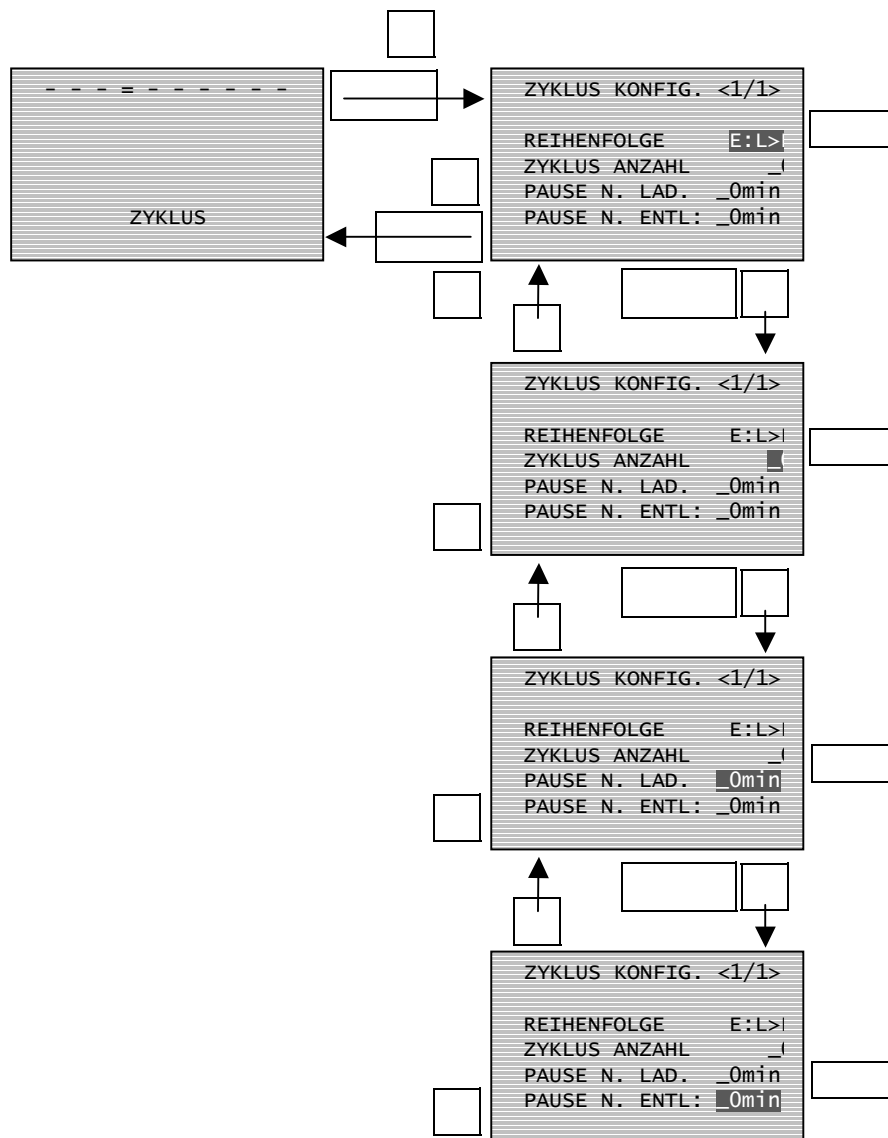 - - - = - - - - - -
ZYKLUS
ZYKLUS KONFIG. <1/1>
REIHENFOLGE E:L>
ZYKLUS ANZAHL _
PAUSE N. LAD. _0min
PAUSE N. ENTL: _0min
ZYKLUS KONFIG. <1/1>
REIHENFOLGE E:L>
ZYKLUS ANZAHL _
PAUSE N. LAD. _0min
PAUSE N. ENTL: _0min
ZYKLUS KONFIG. <1/1>
REIHENFOLGE E:L>
ZYKLUS ANZAHL _
PAUSE N. LAD. _0min
PAUSE N. ENTL: _0min
ZYKLUS KONFIG. <1/1>
REIHENFOLGE E:L>
ZYKLUS ANZAHL _
PAUSE N. LAD. _0min
PAUSE N. ENTL: _0min